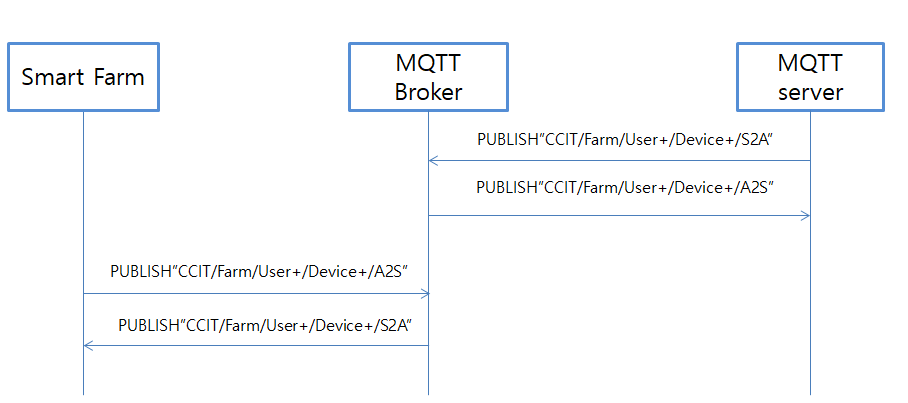 Smart Farm
MQTT
Broker
MQTT
server
PUBLISH”CCIT/Farm/User+/Device+/S2A”
PUBLISH”CCIT/Farm/User+/Device+/A2S”
PUBLISH”CCIT/Farm/User+/Device+/A2S”
PUBLISH”CCIT/Farm/User+/Device+/S2A”